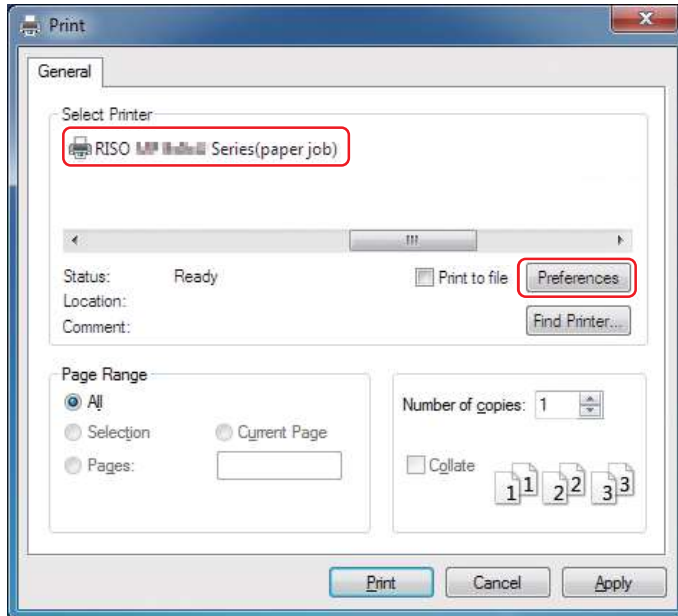 Print
General
Select Printer
RISO Series(paper job)
Status: Ready Print to file Preferences
Location:
Comment: Find Printer...
Page Range
All Number of copies: 1
Selection Current Page
Pages: Collate
1 1 2 2 3 3
Print Cancel Apply